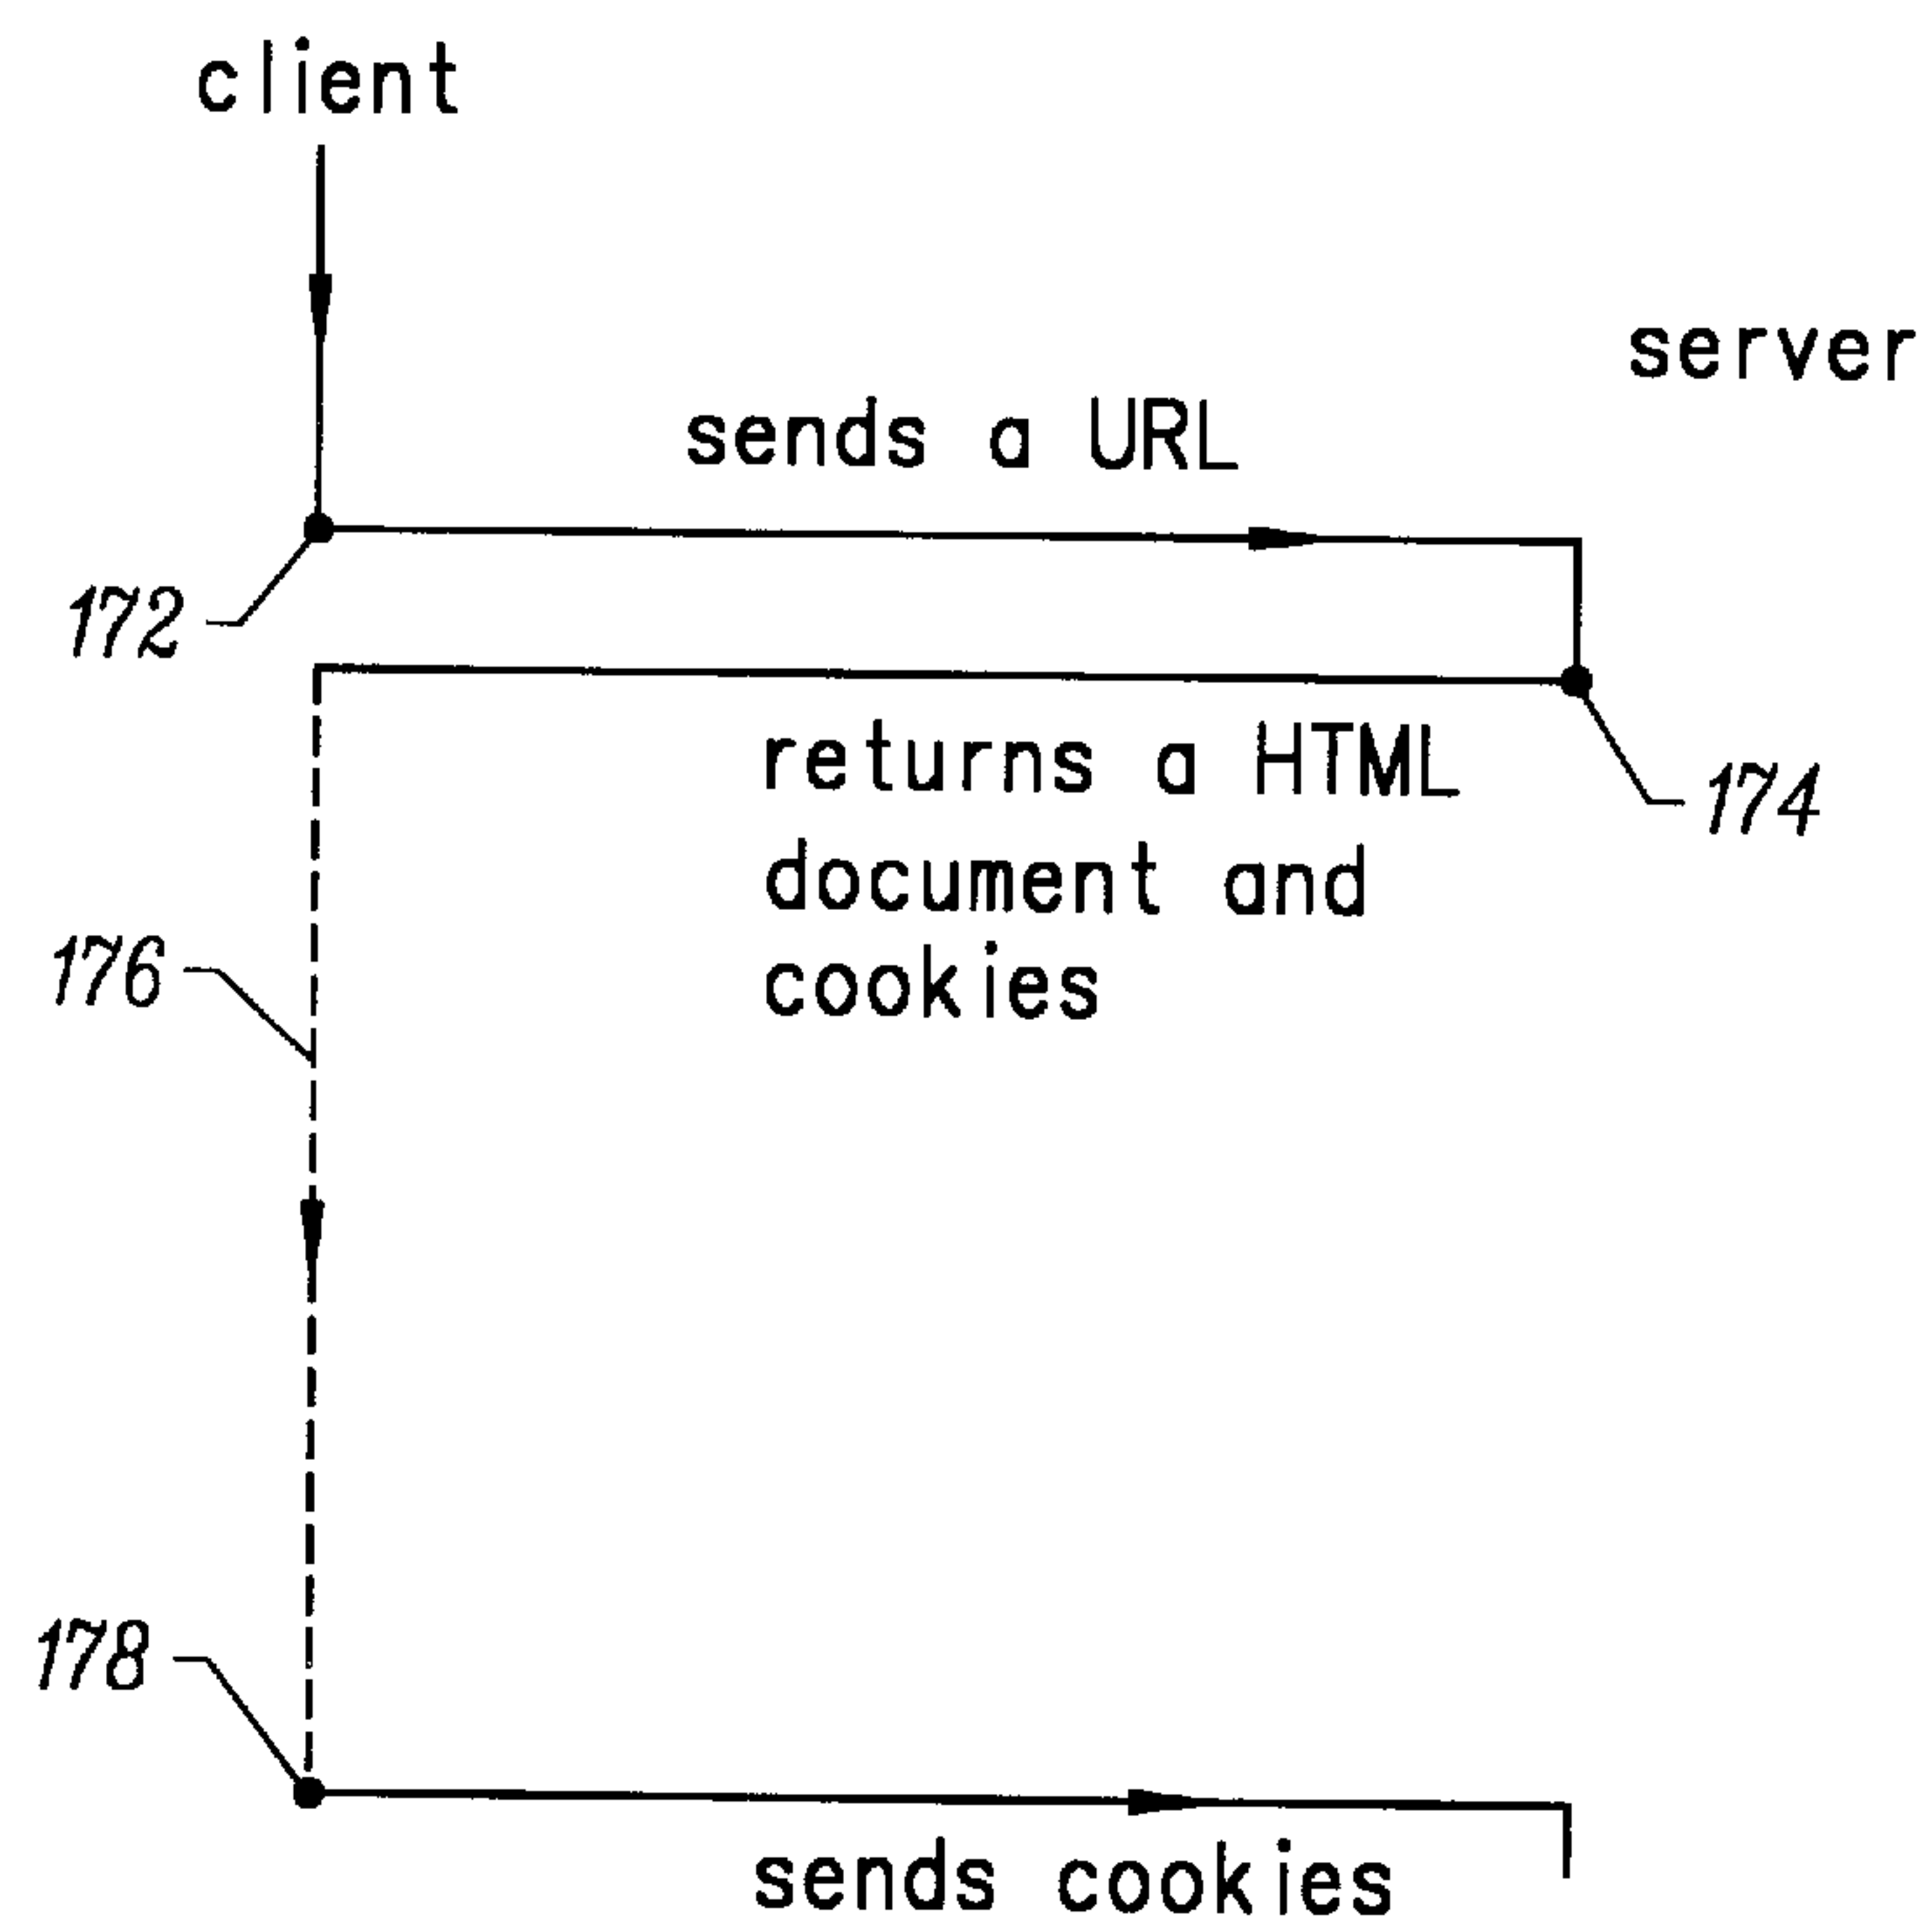 client
server
sends a URL
172
returns a HTML
document and
cookies
174
176
178
sends cookies